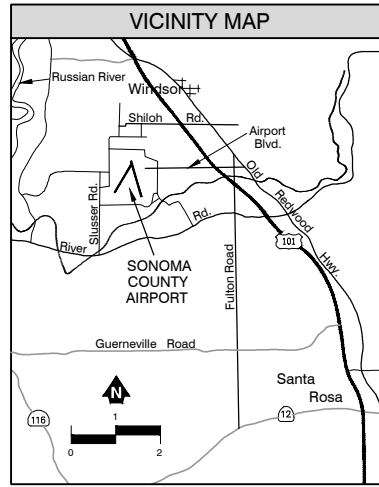 VICINITY MAP
Russian River
Windsor
Shiloh Rd.
Airport
Blvd.
Old Redwood Hwy.
Slusser Rd.
River Rd.
101
SONOMA
COUNTY
AIRPORT
Fulton Road
Guerneville Road
Santa
Rosa
N
116
12
1
0
2